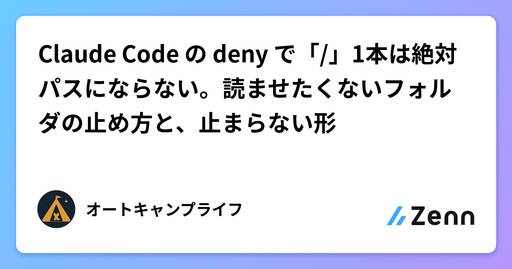 Claude Code の deny で「/」1本は絶対
パスにならない。読ませたくないフォル
ダの止め方と、止まらない形
オートキャンプライフ
Zenn